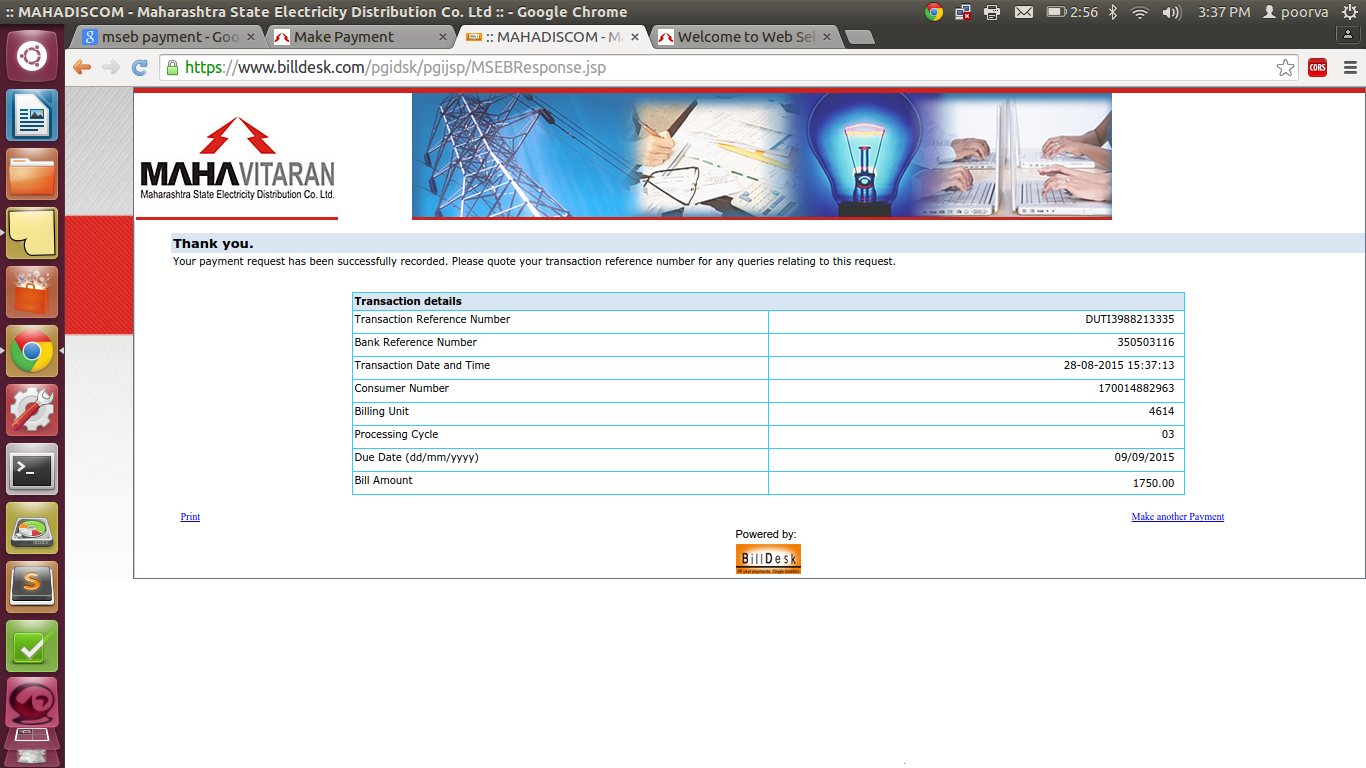 :: MAHADISCOM - Maharashtra State Electricity Distribution Co. Ltd :: - Google Chrome
2:56
3:37 PM
poorva
mseb payment - Goo
Make Payment
:: MAHADISCOM - Ma
Welcome to Web Sel
https://www.billdesk.com/pgidsk/pgijsp/MSEBResponse.jsp
CORS
MAHAVITARAN
Maharashtra State Electricity Distribution Co. Ltd.
Thank you.
Your payment request has been successfully recorded. Please quote your transaction reference number for any queries relating to this request.
Transaction details
Transaction Reference Number DUTI3988213335
Bank Reference Number 350503116
Transaction Date and Time 28-08-2015 15:37:13
Consumer Number 170014882963
Billing Unit 4614
Processing Cycle 03
Due Date (dd/mm/yyyy) 09/09/2015
Bill Amount 1750.00
Print
Make another Payment
Powered by:
BillDesk
All your payments. Single location.